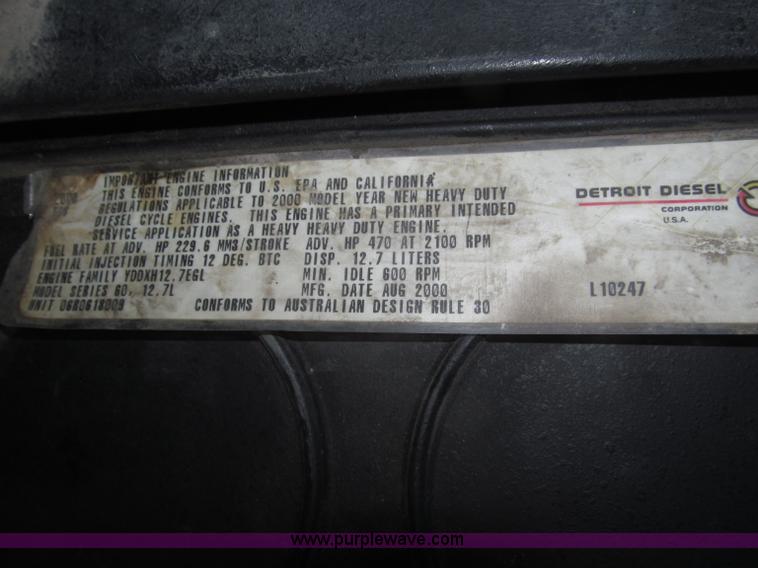 IMPORTANT ENGINE INFORMATION
THIS ENGINE CONFORMS TO U.S. EPA AND CALIFORNIA
REGULATIONS APPLICABLE TO 2000 MODEL YEAR NEW HEAVY DUTY
DIESEL CYCLE ENGINES. THIS ENGINE HAS A PRIMARY INTENDED
SERVICE APPLICATION AS A HEAVY HEAVY DUTY ENGINE.
FUEL RATE AT ADV. HP 229.6 MM3/STROKE ADV. HP 470 AT 2100 RPM
INITIAL INJECTION TIMING 12 DEG. BTC DISP. 12.7 LITERS
ENGINE FAMILY YDDXH12.7EGL MIN. IDLE 600 RPM
MODEL SERIES 60, 12.7L MFG. DATE AUG 2000
UNIT 06R0618009 CONFORMS TO AUSTRALIAN DESIGN RULE 30
DETROIT DIESEL
CORPORATION
U.S.A.
L10247
www.purplewave.com